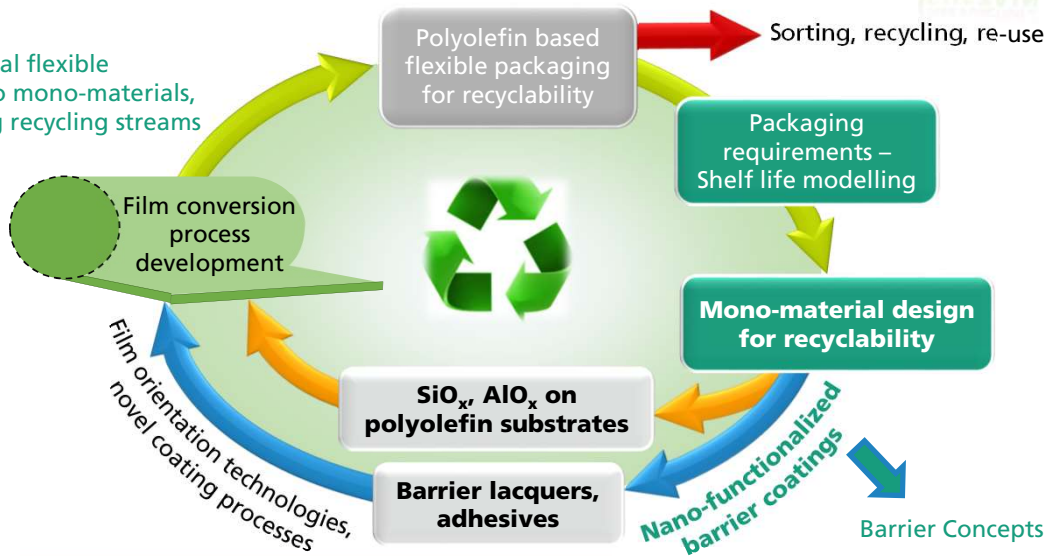 Polyolefin based
flexible packaging
for recyclability
Sorting, recycling, re-use
al flexible
mono-materials,
recycling streams
Packaging
requirements –
Shelf life modelling
Film conversion
process
development
Mono-material design
for recyclability
SiOₓ, AlOₓ on
polyolefin substrates
Barrier lacquers,
adhesives
Film orientation technologies,
novel coating processes
Nano-functionalized
barrier coatings
Barrier Concepts